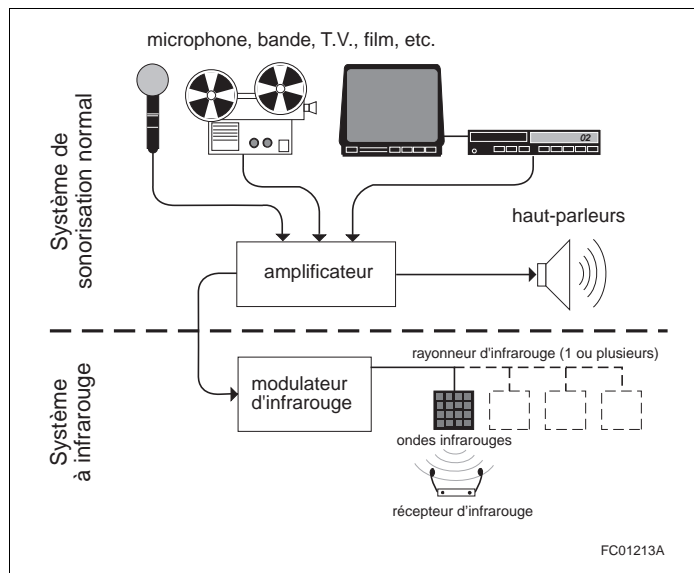 microphone, bande, T.V., film, etc.
02
Système de
sonorisation normal
haut-parleurs
amplificateur
rayonneur d'infrarouge (1 ou plusieurs)
modulateur
d'infrarouge
Système
à infrarouge
ondes infrarouges
récepteur d'infrarouge
FC01213A